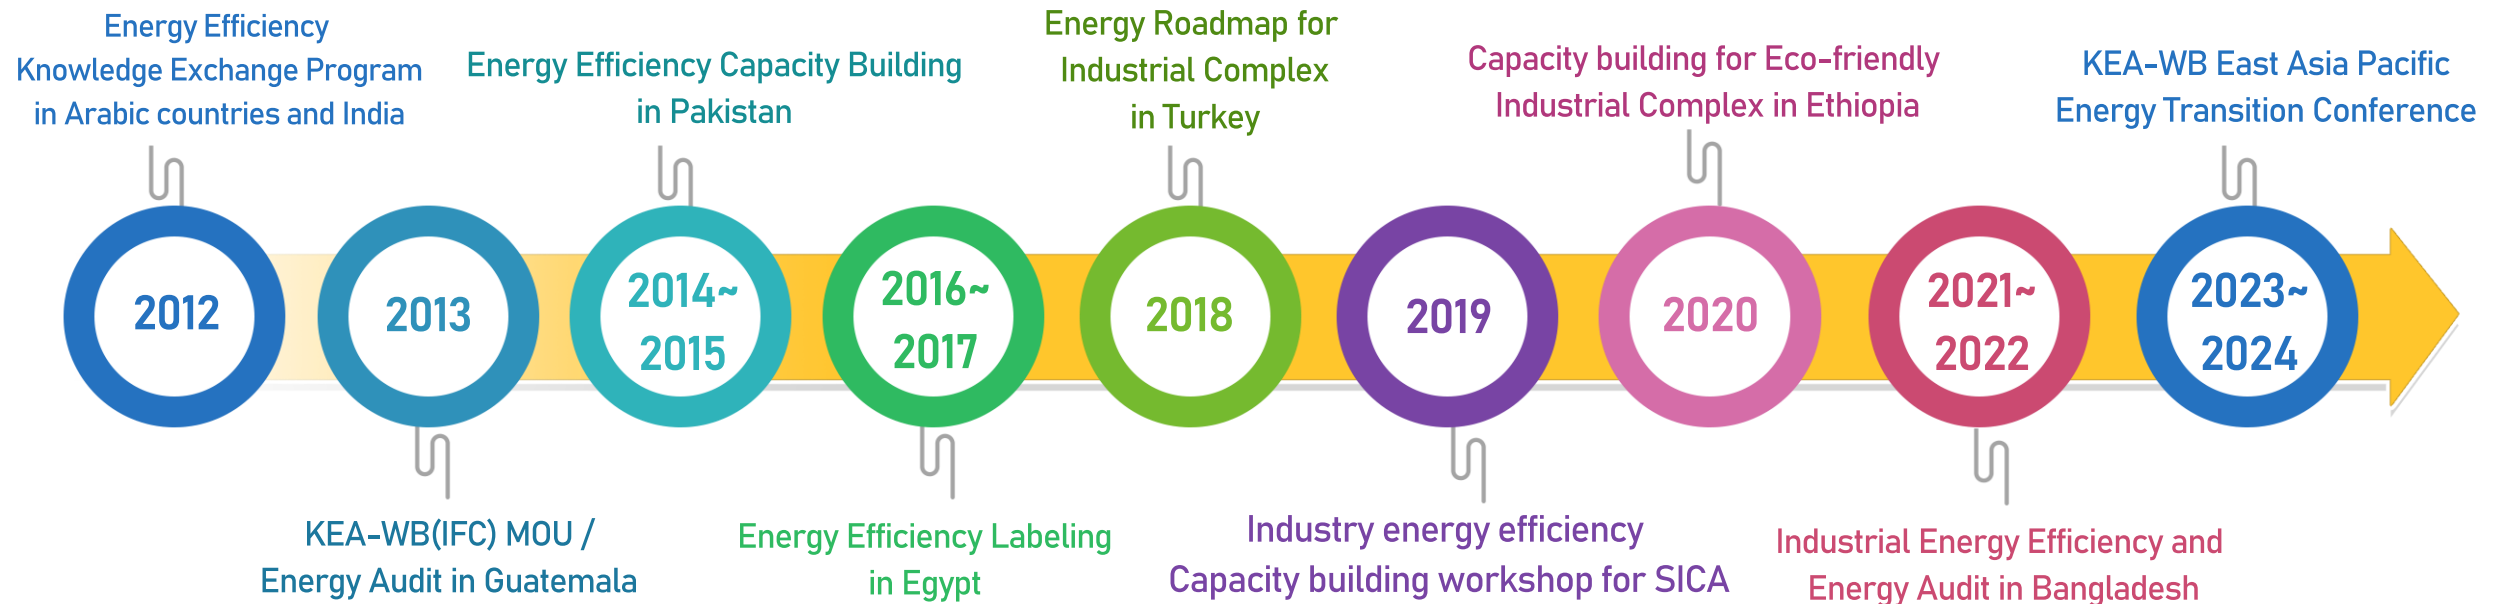 Energy Efficiency
Knowledge Exchange Program
in Arabic countries and India
Energy Efficiency Capacity Building
in Pakistan
Energy Roadmap for
Industrial Complex
in Turkey
Capacity building for Eco-friendly
Industrial Complex in Ethiopia
KEA-WB East Asia Pacific
Energy Transition Conference
2012
2013
2014~
2015
2016~
2017
2018
2019
2020
2021~
2022
2023~
2024
KEA-WB(IFC) MOU /
Energy Audit in Guatemala
Energy Efficiency Labeling
in Egypt
Industry energy efficiency
Capacity building workshop for SICA
Industrial Energy Efficiency and
Energy Audit in Bangladesh